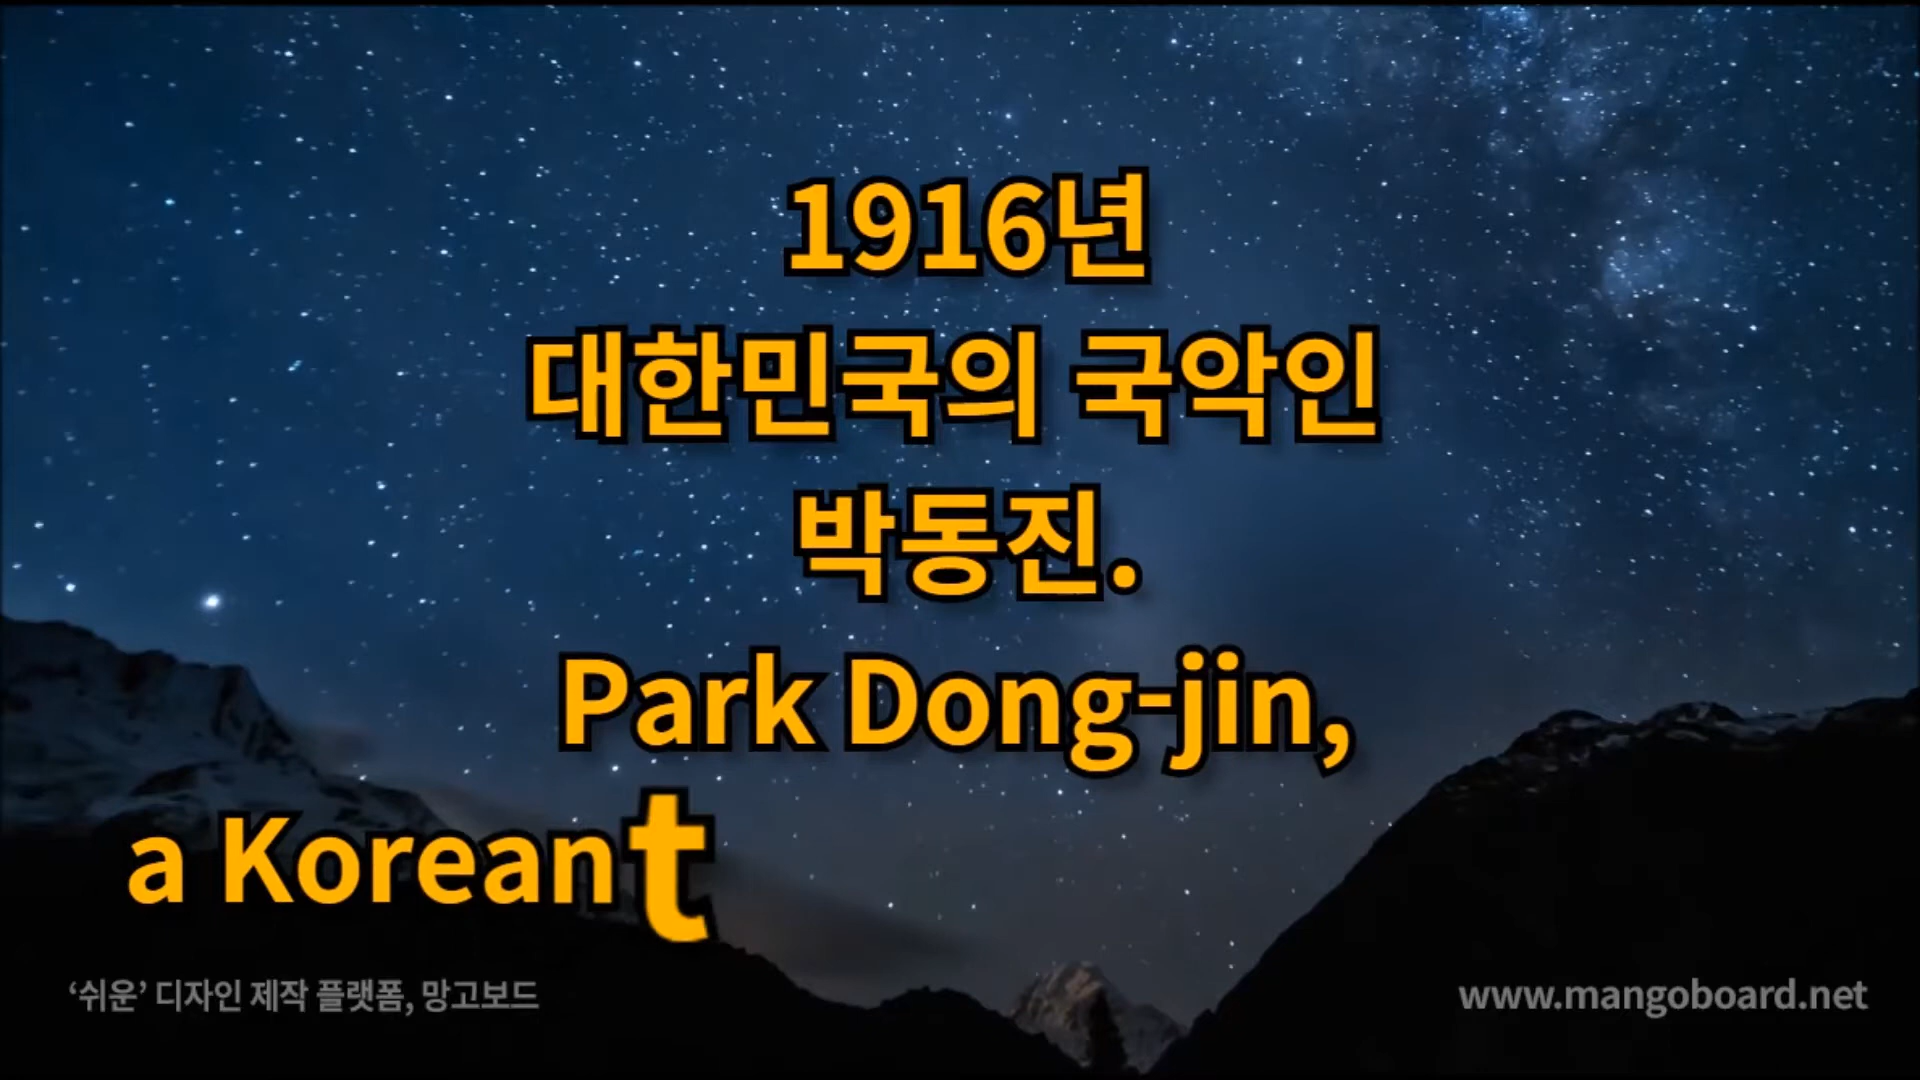 1916년
대한민국의 국악인
박동진.
Park Dong-jin,
a Korean t
‘쉬운’ 디자인 제작 플랫폼, 망고보드
www.mangoboard.net